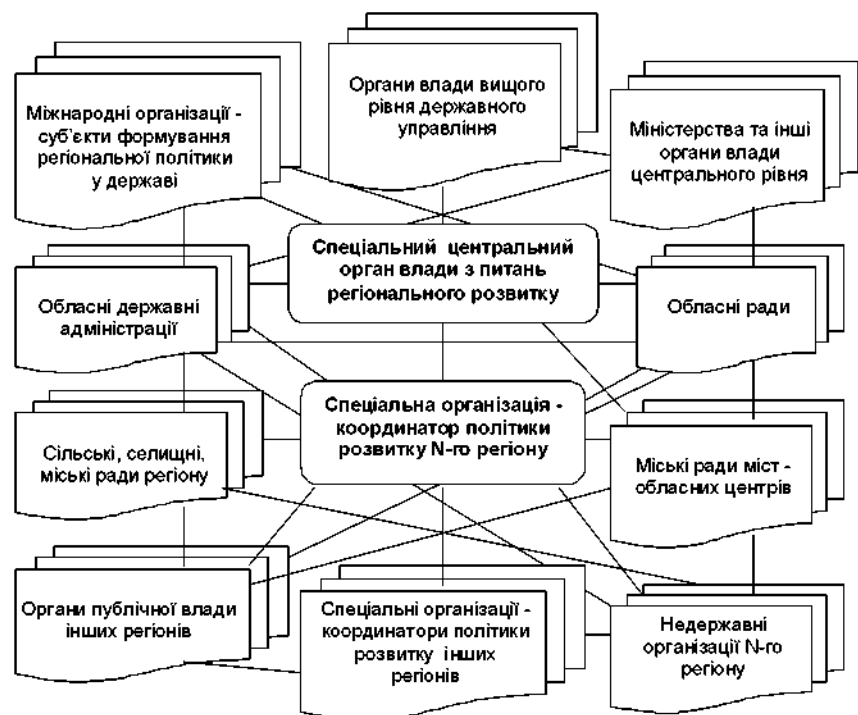 Міжнародні організації -
суб'єкти формування
регіональної політики
у державі
Органи влади вищого
рівня державного
управління
Міністерства та інші
органи влади
центрального рівня
Спеціальний центральний
орган влади з питань
регіонального розвитку
Обласні державні
адміністрації
Обласні ради
Спеціальна організація -
координатор політики
розвитку N-го регіону
Сільські, селищні,
міські ради регіону
Міські ради міст -
обласних центрів
Органи публічної влади
інших регіонів
Спеціальні організації -
координатори політики
розвитку інших
регіонів
Недержавні
організації N-го
регіону